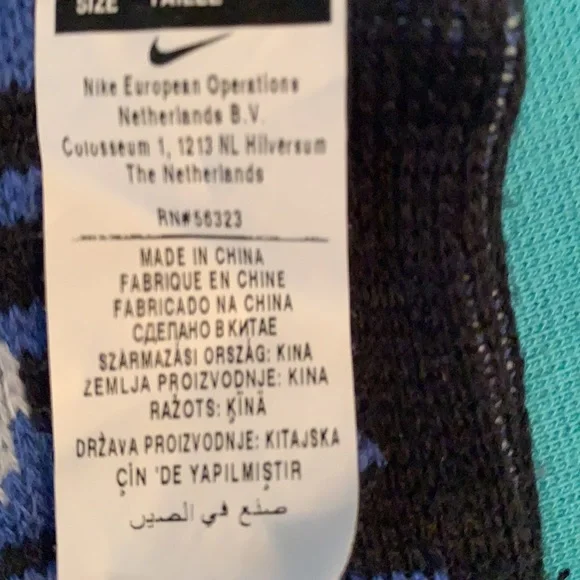 SIZE TAILLE
Nike European Operations
Netherlands B.V.
Colosseum 1, 1213 NL Hilversum
The Netherlands
RN#56323
MADE IN CHINA
FABRIQUE EN CHINE
FABRICADO NA CHINA
СДЕЛАНО В КИТАЕ
SZÁRMAZÁSI ORSZÁG: KINA
ZEMLJA PROIZVODNJE: KINA
RAŽOTS: ĶĪNĀ
DRŽAVA PROIZVODNJE: KITAJSKA
ÇİN 'DE YAPILMIŞTIR
صنع في الصين